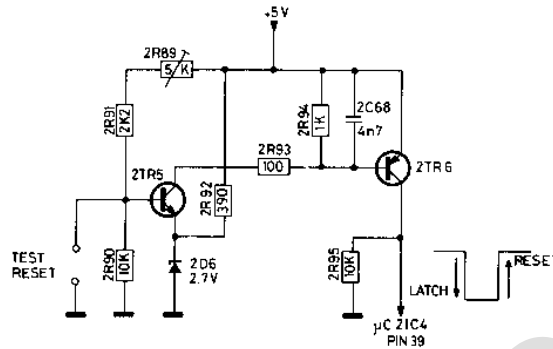 +5V
2R89
5 K
2R91
2K2
2R94
1K
2C68
4n7
2R93
100
2TR6
2TR5
2R92
390
TEST
RESET
2R90
10K
2D6
2.7V
2R95
10K
LATCH
RESET
µC 2IC4
PIN 39